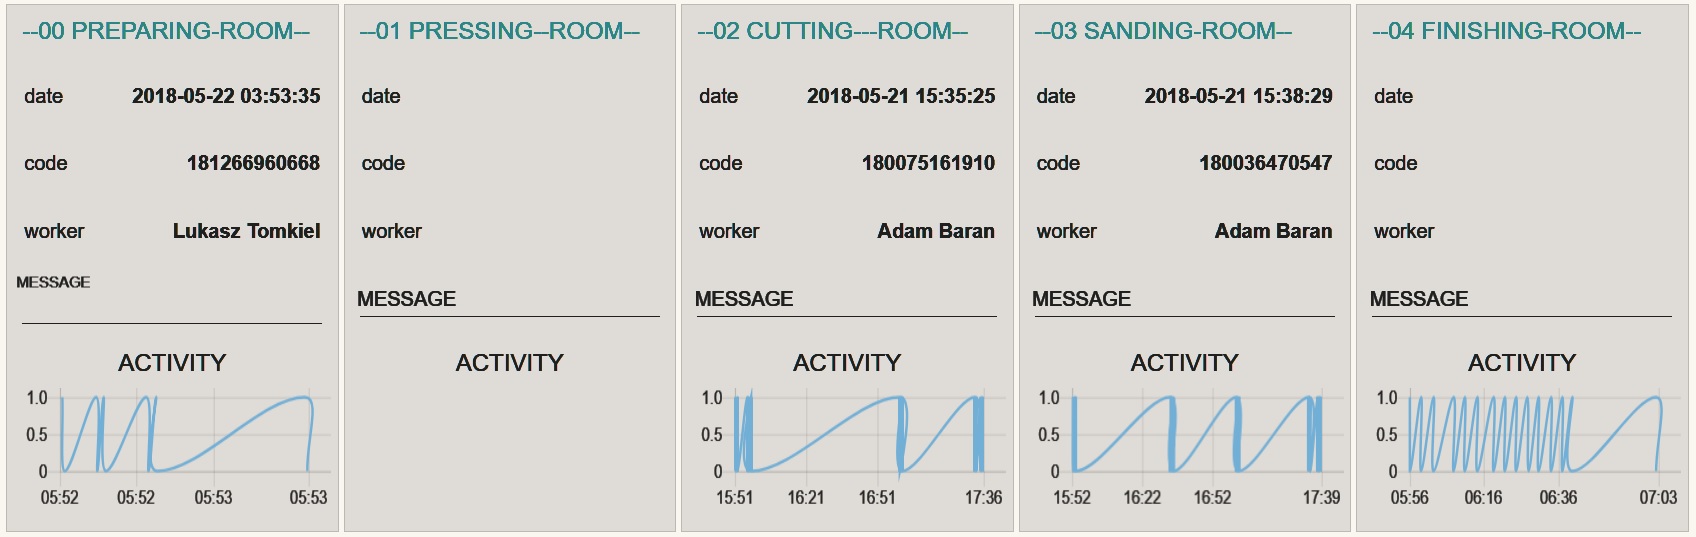 --00 PREPARING-ROOM--
date 2018-05-22 03:53:35
code 181266960668
worker Lukasz Tomkiel
MESSAGE
ACTIVITY
1.0
0.5
0
05:52 05:52 05:53 05:53
--01 PRESSING--ROOM--
date
code
worker
MESSAGE
ACTIVITY
--02 CUTTING---ROOM--
date 2018-05-21 15:35:25
code 180075161910
worker Adam Baran
MESSAGE
ACTIVITY
1.0
0.5
0
15:51 16:21 16:51 17:36
--03 SANDING-ROOM--
date 2018-05-21 15:38:29
code 180036470547
worker Adam Baran
MESSAGE
ACTIVITY
1.0
0.5
0
15:52 16:22 16:52 17:39
--04 FINISHING-ROOM--
date
code
worker
MESSAGE
ACTIVITY
1.0
0.5
0
05:56 06:16 06:36 07:03